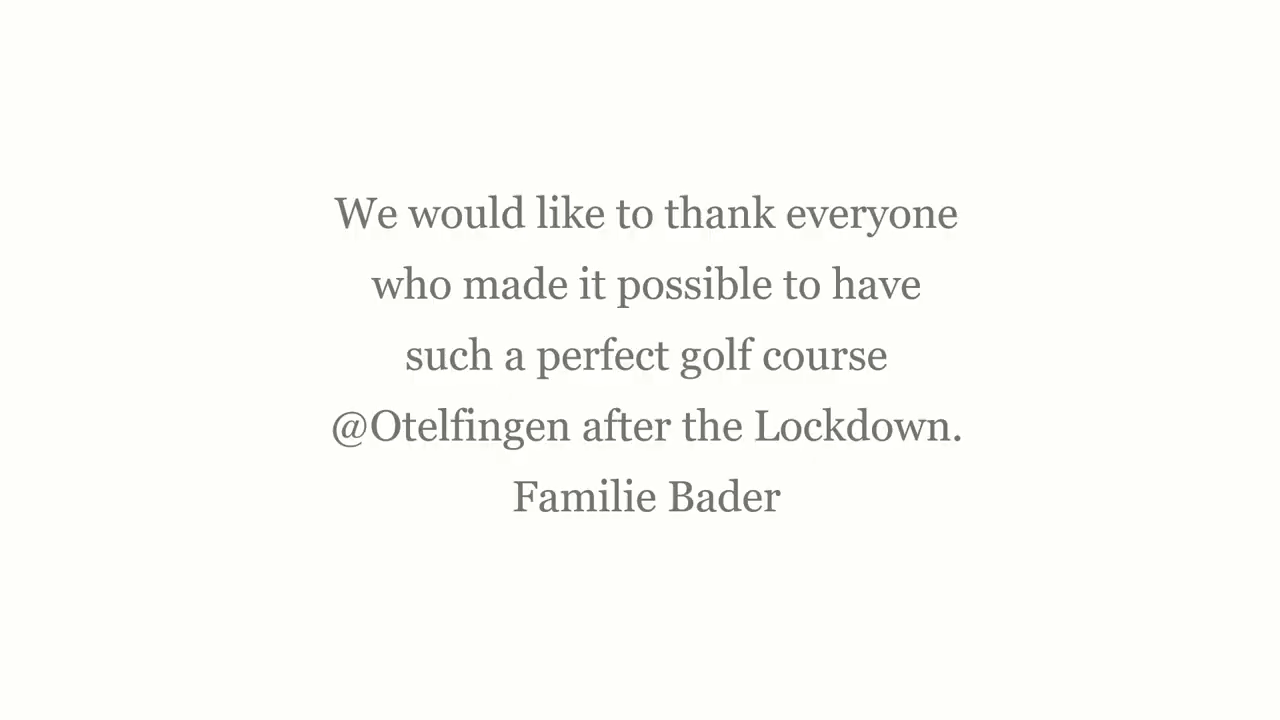 We would like to thank everyone
who made it possible to have
such a perfect golf course
@Otelfingen after the Lockdown.
Familie Bader